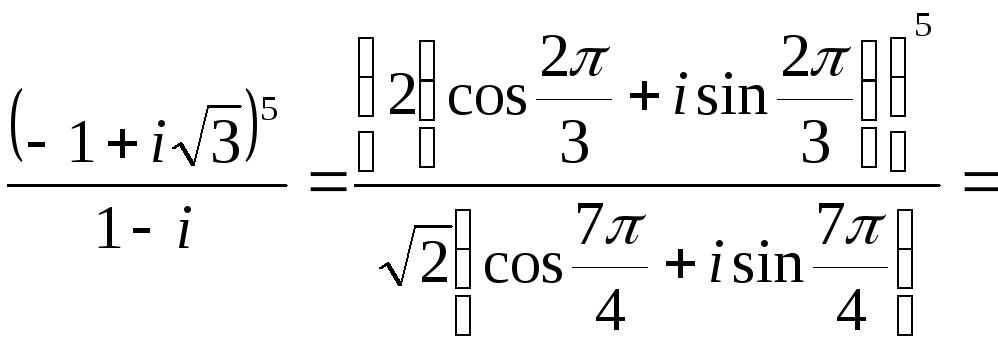 (- 1 + i√3)^5 / (1 - i) = (2(cos 2π/3 + i sin 2π/3))^5 / (√2(cos 7π/4 + i sin 7π/4)) =